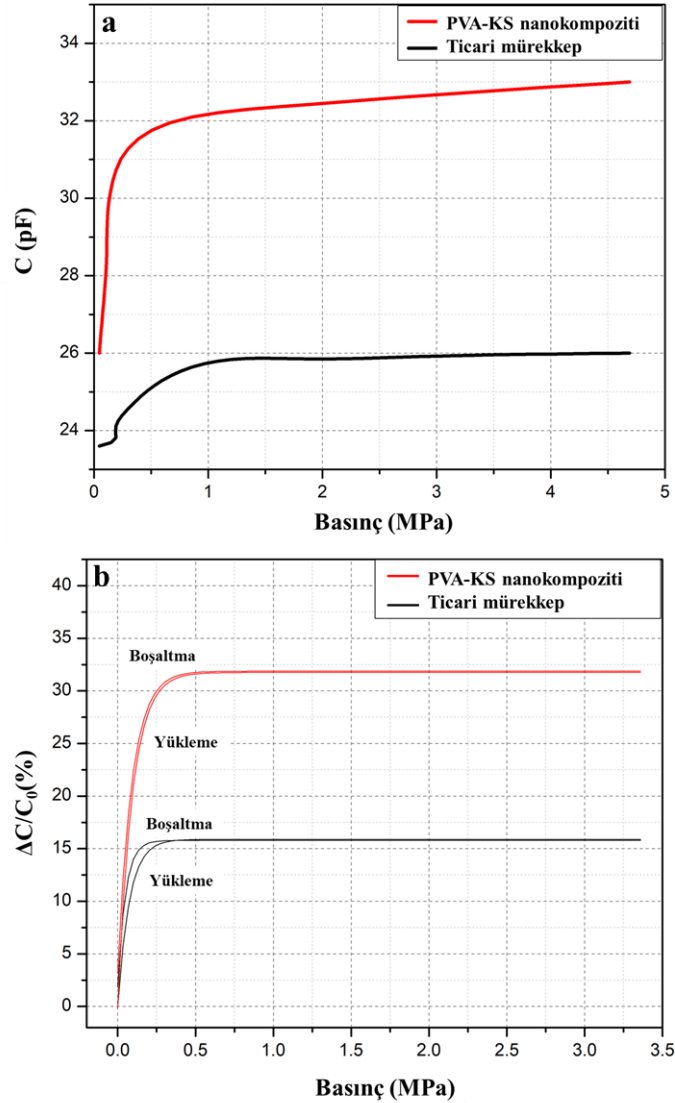 a
PVA-KS nanokompoziti
Ticari mürekkep
C (pF)
34
32
30
28
26
24
0 1 2 3 4 5
Basınç (MPa)
b
PVA-KS nanokompoziti
Ticari mürekkep
ΔC/C₀(%)
40
35
30
25
20
15
10
5
0
Boşaltma
Yükleme
Boşaltma
Yükleme
0.0 0.5 1.0 1.5 2.0 2.5 3.0 3.5
Basınç (MPa)